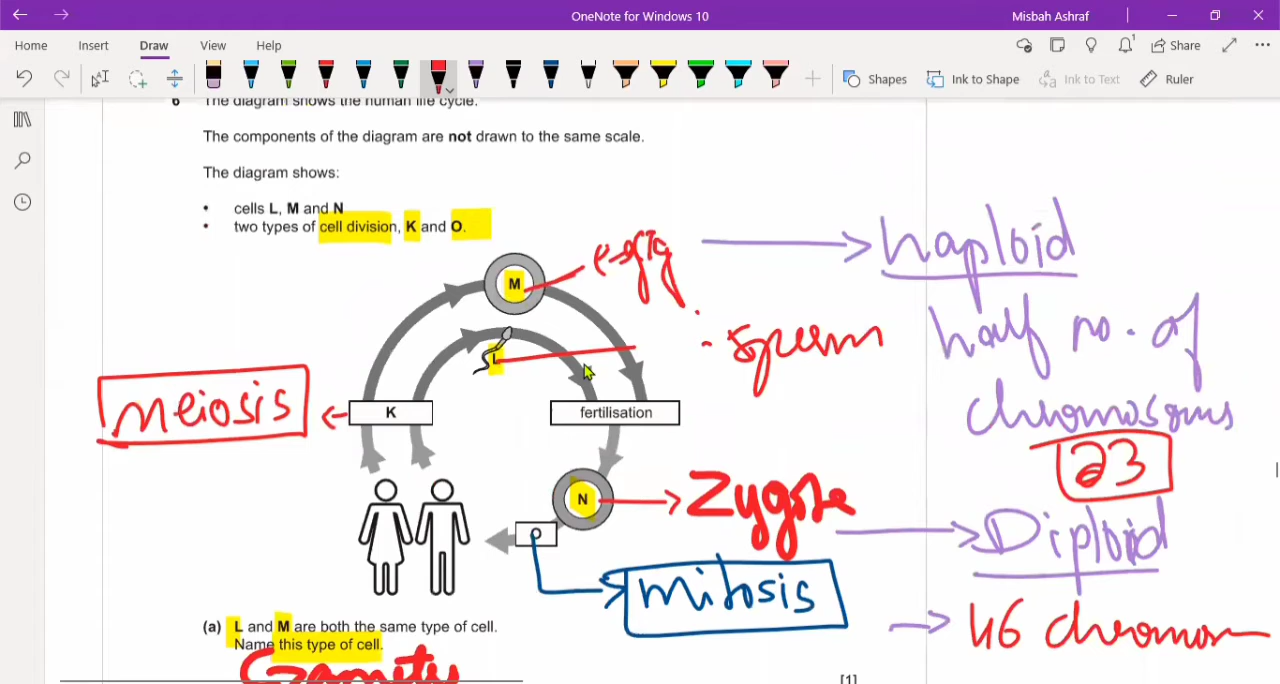 OneNote for Windows 10
Misbah Ashraf
Home Insert Draw View Help
Share
Shapes Ink to Shape Ink to Text Ruler
6 The diagram shows the human life cycle.
The components of the diagram are not drawn to the same scale.
The diagram shows:
• cells L, M and N
• two types of cell division, K and O.
M
egg
haploid
half no. of
chromosoms
23
L
sperm
meiosis
K
fertilisation
N
Zygote
Diploid
O
mitosis
46 chromosom
(a) L and M are both the same type of cell.
Name this type of cell.
Gametes
[1]